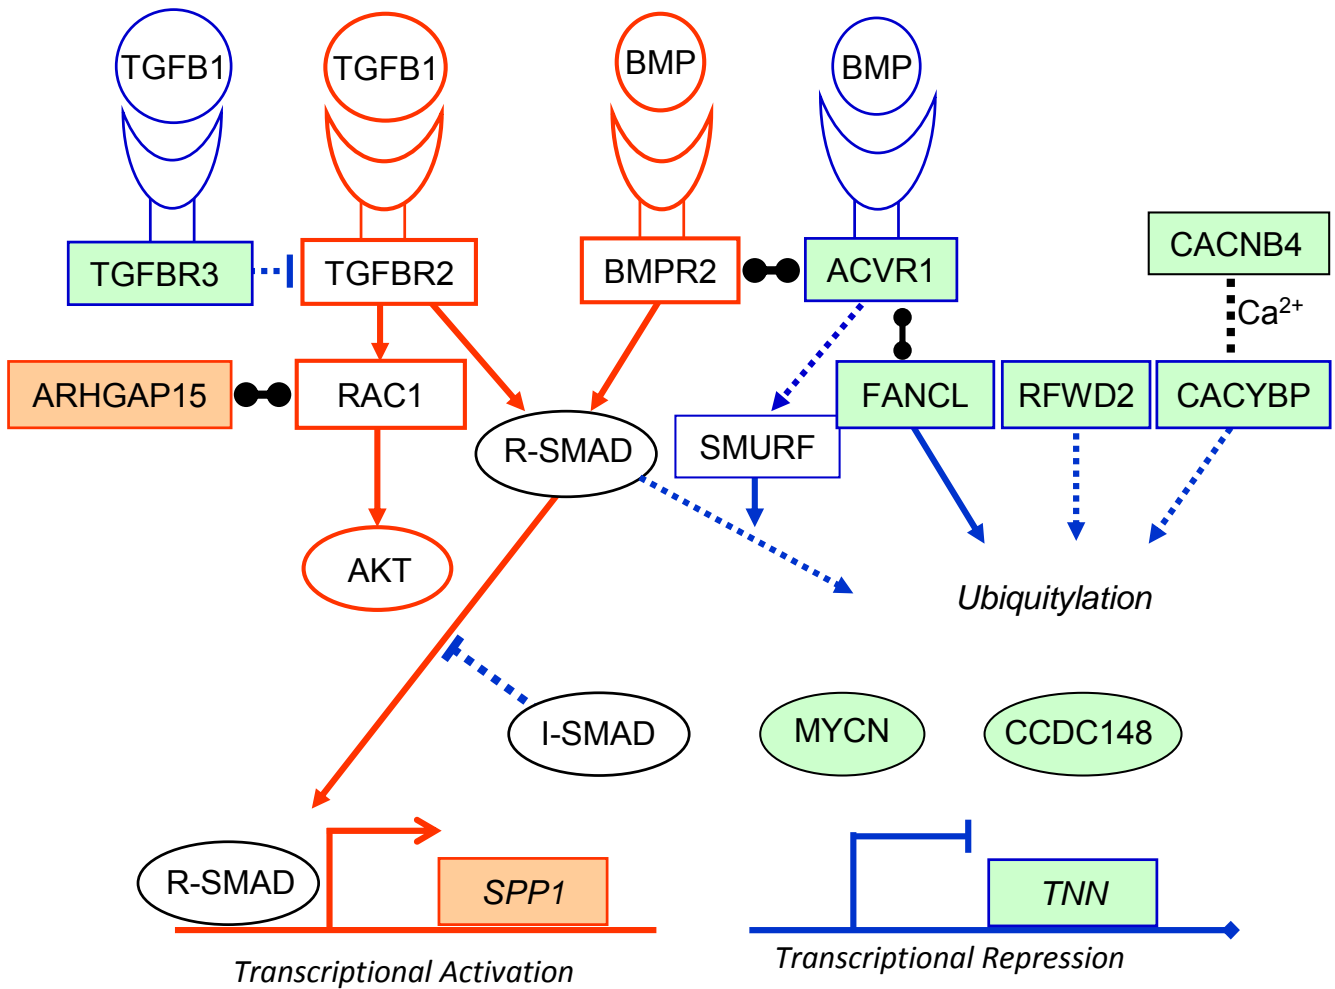 TGFB1
TGFB1
BMP
BMP
TGFBR3
TGFBR2
BMPR2
ACVR1
CACNB4
Ca²⁺
ARHGAP15
RAC1
R-SMAD
SMURF
FANCL
RFWD2
CACYBP
AKT
Ubiquitylation
I-SMAD
MYCN
CCDC148
R-SMAD
SPP1
TNN
Transcriptional Activation
Transcriptional Repression